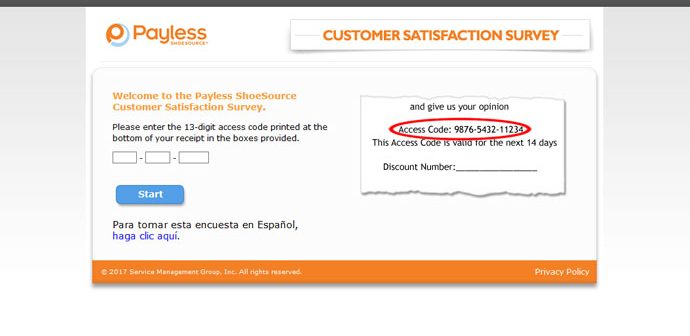 Payless
SHOESOURCE
CUSTOMER SATISFACTION SURVEY
Welcome to the Payless ShoeSource
Customer Satisfaction Survey.
Please enter the 13-digit access code printed at the
bottom of your receipt in the boxes provided.
- -
Start
Para tomar esta encuesta en Español,
haga clic aquí.
and give us your opinion
Access Code: 9876-5432-11234
This Access Code is valid for the next 14 days
Discount Number:________________
© 2017 Service Management Group, Inc. All rights reserved.
Privacy Policy